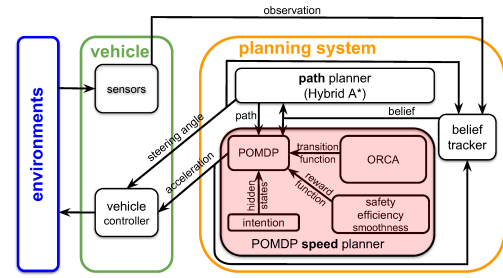 observation
vehicle
planning system
environments
sensors
path planner
(Hybrid A*)
steering angle
path
belief
belief
tracker
POMDP
transition
function
ORCA
acceleration
hidden
states
reward
function
safety
efficiency
smoothness
vehicle
controller
intention
POMDP speed planner